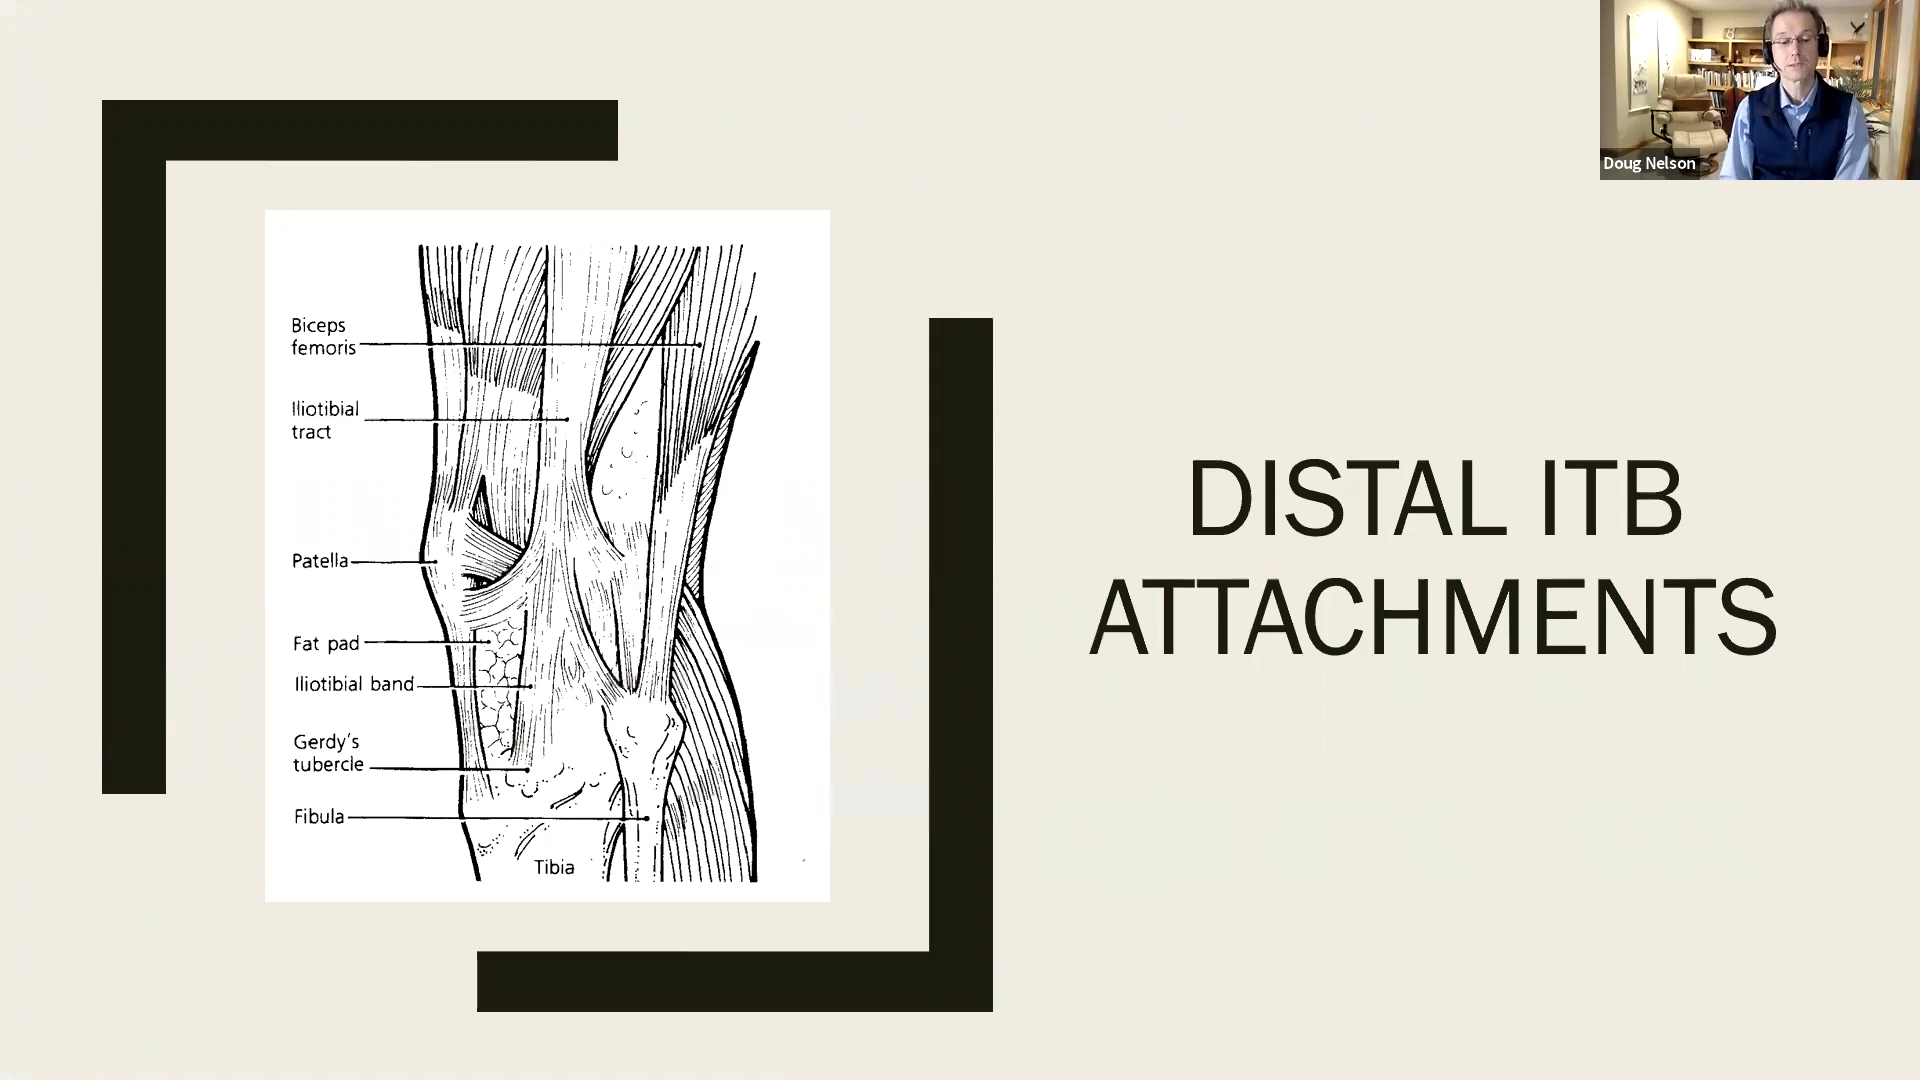 Doug Nelson
Biceps
femoris
Iliotibial
tract
Patella
Fat pad
Iliotibial band
Gerdy's
tubercle
Fibula
Tibia
DISTAL ITB
ATTACHMENTS